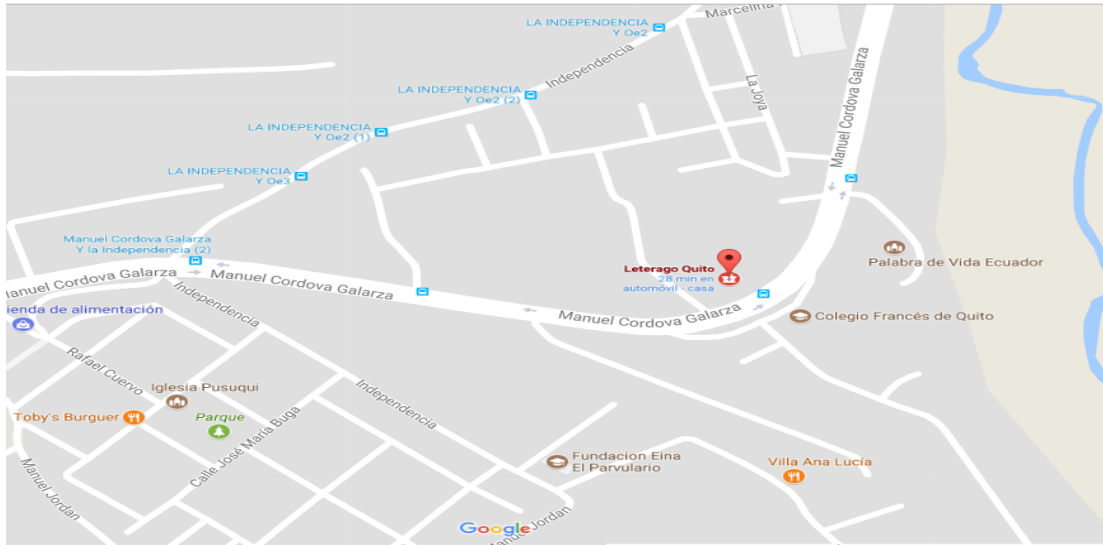 LA INDEPENDENCIA
Y Oe2
Marcelina
Independencia
LA INDEPENDENCIA
Y Oe2 (2)
La Joya
Manuel Cordova Galarza
LA INDEPENDENCIA
Y Oe2 (1)
LA INDEPENDENCIA
Y Oe3
Manuel Cordova Galarza
Y la Independencia (2)
Palabra de Vida Ecuador
Leterago Quito
28 min en
automóvil - casa
Manuel Cordova Galarza
Manuel Cordova Galarza
Manuel Cordova Galarza
ienda de alimentación
Independencia
Colegio Francés de Quito
Rafael Cuervo
Iglesia Pusuqui
Independencia
Toby's Burguer
Parque
Calle José María Buga
Fundacion Eina
El Parvulario
Villa Ana Lucía
Manuel Jordan
Google
Manuel Jordan